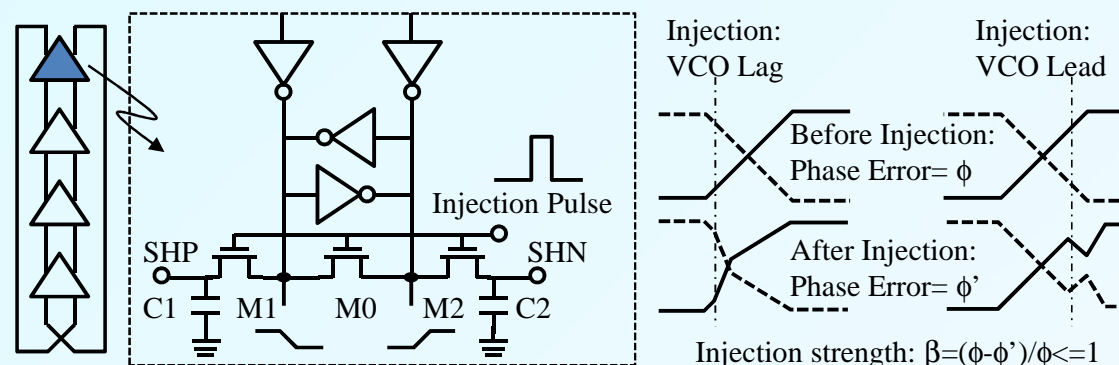 Injection Pulse
SHP
SHN
C1
M1
M0
M2
C2
Injection:
VCO Lag
Injection:
VCO Lead
Before Injection:
Phase Error= ϕ
After Injection:
Phase Error= ϕ’
Injection strength: β=(ϕ-ϕ’)/ϕ<=1